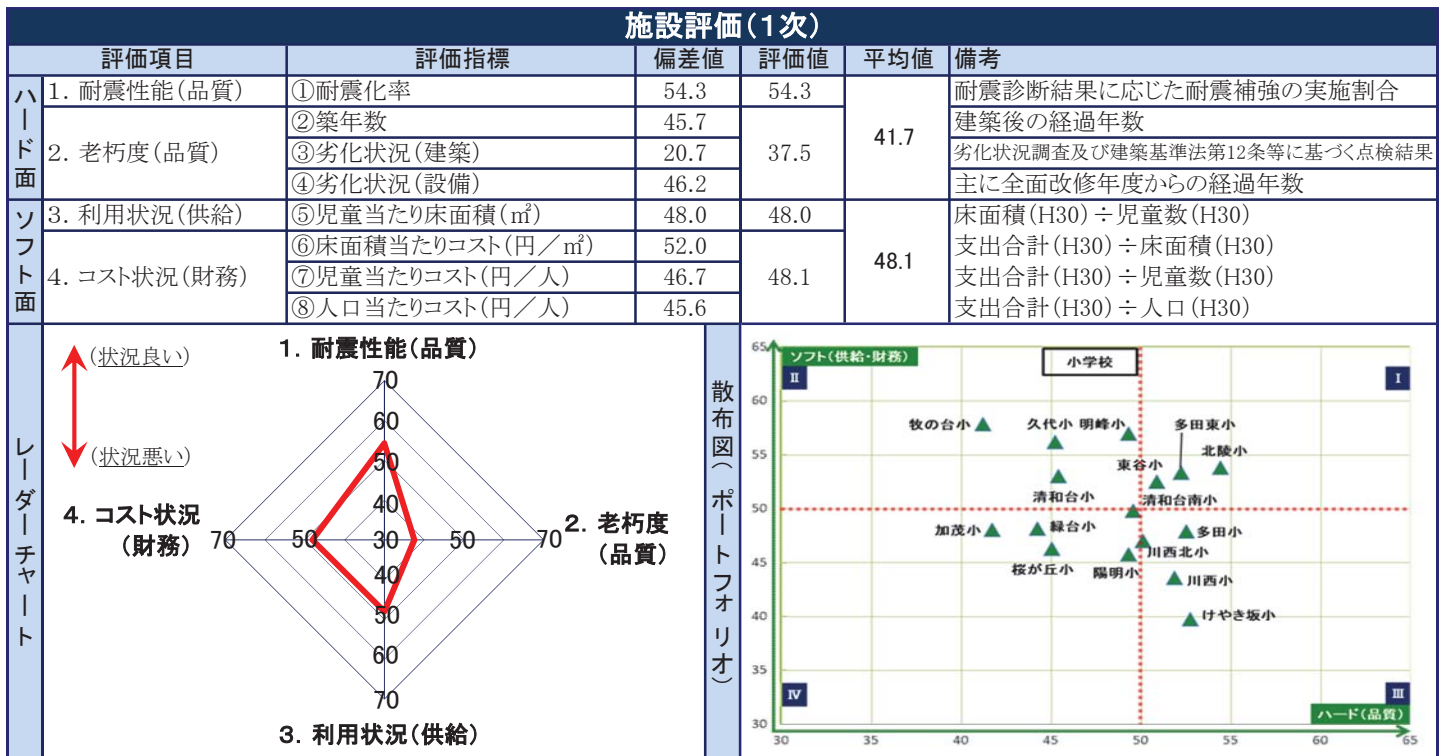 施設評価(1次)
評価項目 評価指標 偏差値 評価値 平均値 備考
ハード面
1. 耐震性能(品質) ①耐震化率 54.3 54.3 41.7 耐震診断結果に応じた耐震補強の実施割合
2. 老朽度(品質) ②築年数 45.7 37.5 建築後の経過年数
③劣化状況(建築) 20.7 劣化状況調査及び建築基準法第12条等に基づく点検結果
④劣化状況(設備) 46.2 主に全面改修年度からの経過年数
ソフト面
3. 利用状況(供給) ⑤児童当たり床面積(㎡) 48.0 48.0 48.1 床面積(H30)÷児童数(H30)
4. コスト状況(財務) ⑥床面積当たりコスト(円/㎡) 52.0 48.1 支出合計(H30)÷床面積(H30)
⑦児童当たりコスト(円/人) 46.7 支出合計(H30)÷児童数(H30)
⑧人口当たりコスト(円/人) 45.6 支出合計(H30)÷人口(H30)
レーダーチャート
(状況良い)
(状況悪い)
1. 耐震性能(品質)
70
60
50
40
4. コスト状況
(財務)
70 50 30 50 70
2. 老朽度
(品質)
40
50
60
70
3. 利用状況(供給)
散布図(ポートフォリオ)
65
ソフト(供給・財務)
小学校
II I
60
牧の台小 久代小 明峰小 多田東小
55
東谷小 北陵小
清和台小 清和台南小
50
加茂小 緑台小 多田小
川西北小
45
桜が丘小 陽明小 川西小
40
けやき坂小
35
IV III
ハード(品質)
30
30 35 40 45 50 55 60 65